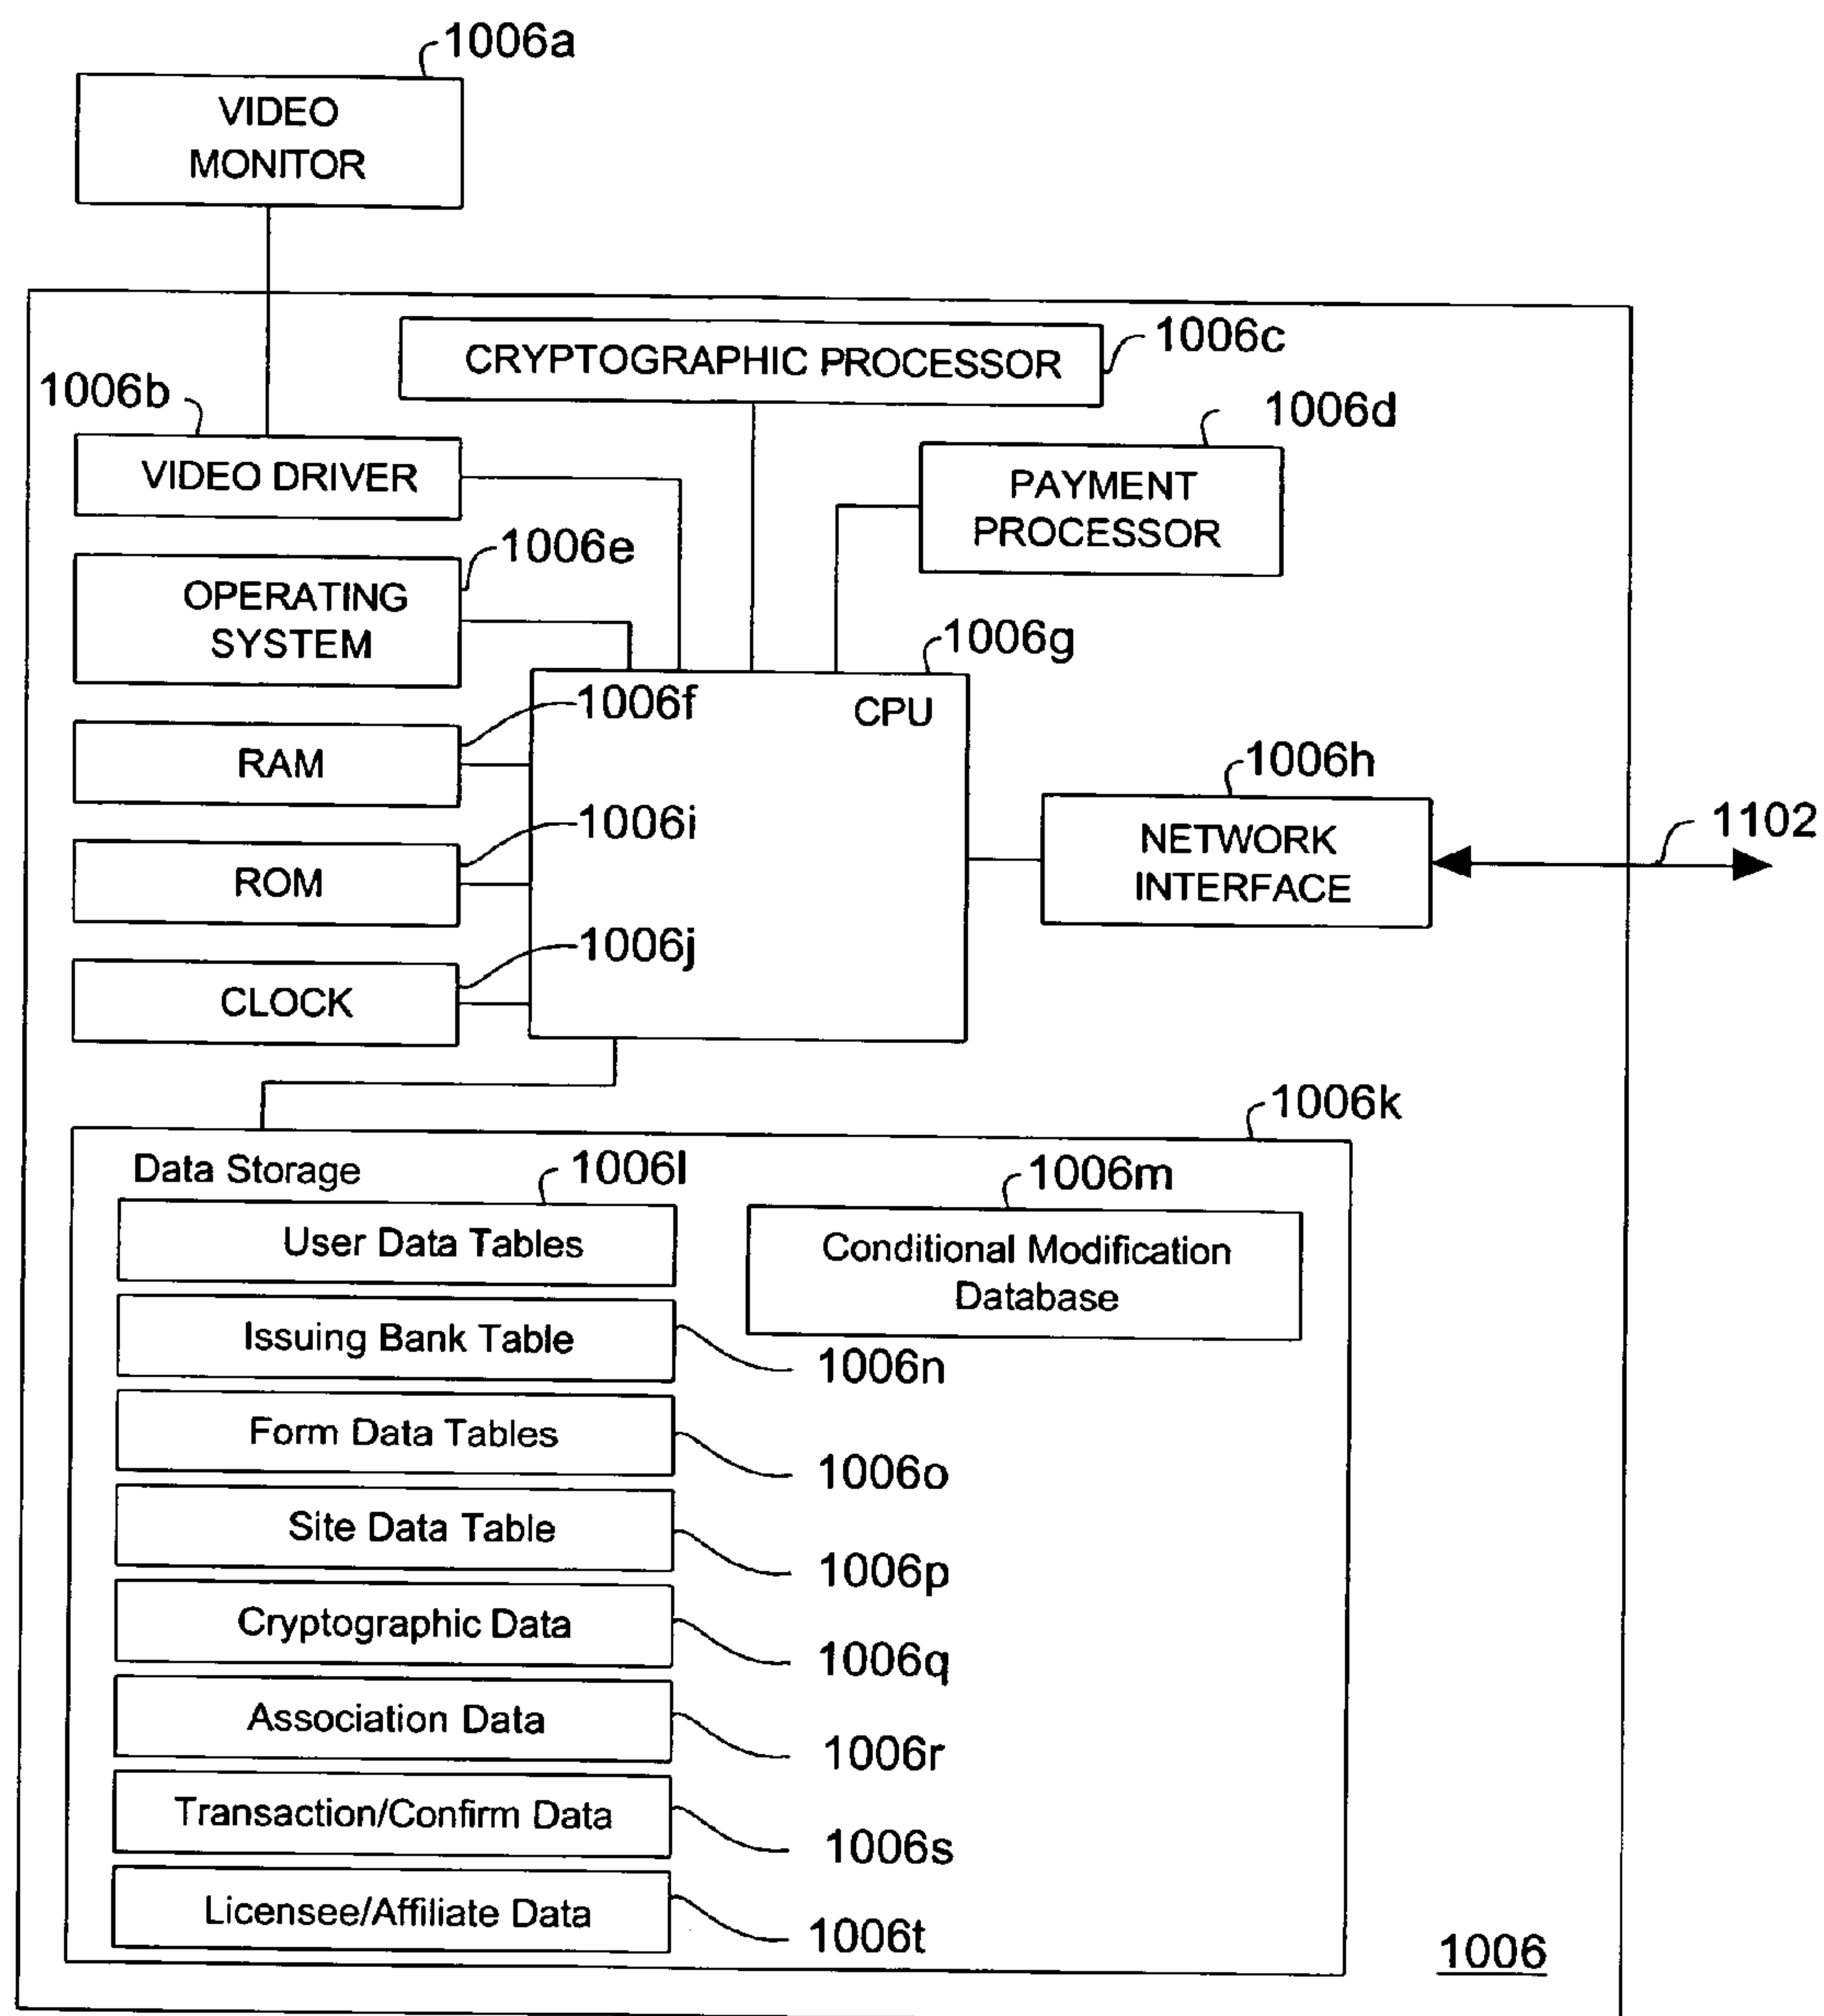 1006a
VIDEO
MONITOR
1006c
CRYPTOGRAPHIC PROCESSOR
1006b
1006d
VIDEO DRIVER
PAYMENT
PROCESSOR
1006e
OPERATING
SYSTEM
1006g
1006f
CPU
RAM
1006h
1006i
NETWORK
INTERFACE
1102
ROM
1006j
CLOCK
1006k
Data Storage
1006l
1006m
User Data Tables
Conditional Modification
Database
Issuing Bank Table
1006n
Form Data Tables
1006o
Site Data Table
1006p
Cryptographic Data
1006q
Association Data
1006r
Transaction/Confirm Data
1006s
Licensee/Affiliate Data
1006t
1006